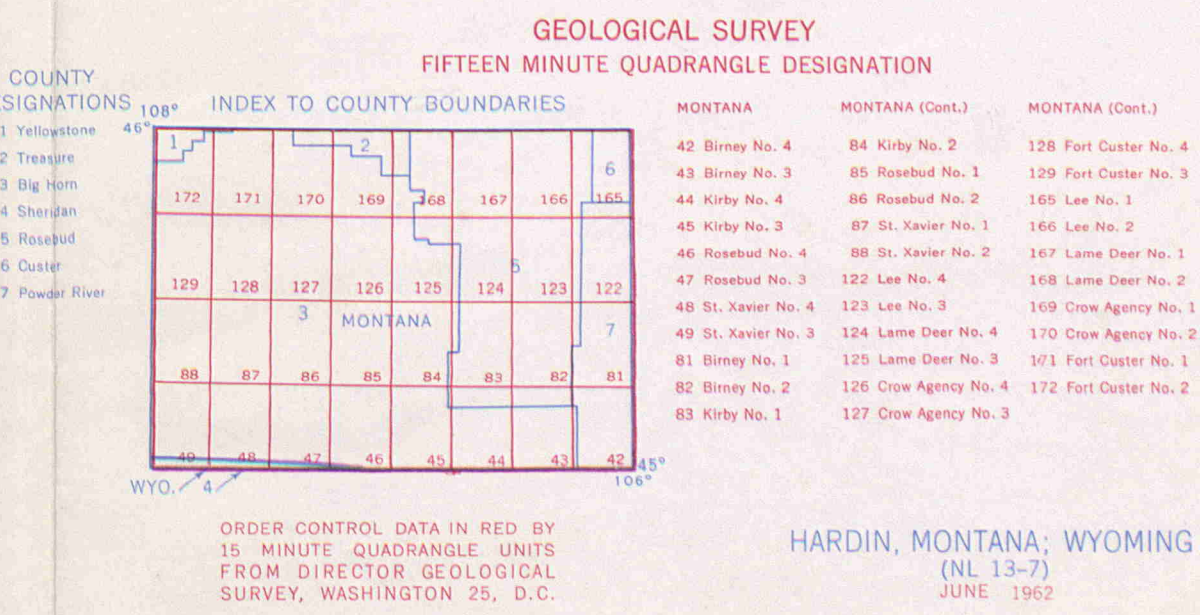 GEOLOGICAL SURVEY
FIFTEEN MINUTE QUADRANGLE DESIGNATION
COUNTY
SIGNATIONS
1 Yellowstone
2 Treasure
3 Big Horn
4 Sheridan
5 Rosebud
6 Custer
7 Powder River
INDEX TO COUNTY BOUNDARIES
108°
46°
1 2 6
172 171 170 169 168 167 166 165
5
129 128 127 126 125 124 123 122
3 MONTANA 7
88 87 86 85 84 83 82 81
49 48 47 46 45 44 43 42
45°
106°
WYO. 4
MONTANA
42 Birney No. 4
43 Birney No. 3
44 Kirby No. 4
45 Kirby No. 3
46 Rosebud No. 4
47 Rosebud No. 3
48 St. Xavier No. 4
49 St. Xavier No. 3
81 Birney No. 1
82 Birney No. 2
83 Kirby No. 1
MONTANA (Cont.)
84 Kirby No. 2
85 Rosebud No. 1
86 Rosebud No. 2
87 St. Xavier No. 1
88 St. Xavier No. 2
122 Lee No. 4
123 Lee No. 3
124 Lame Deer No. 4
125 Lame Deer No. 3
126 Crow Agency No. 4
127 Crow Agency No. 3
MONTANA (Cont.)
128 Fort Custer No. 4
129 Fort Custer No. 3
165 Lee No. 1
166 Lee No. 2
167 Lame Deer No. 1
168 Lame Deer No. 2
169 Crow Agency No. 1
170 Crow Agency No. 2
171 Fort Custer No. 1
172 Fort Custer No. 2
ORDER CONTROL DATA IN RED BY
15 MINUTE QUADRANGLE UNITS
FROM DIRECTOR GEOLOGICAL
SURVEY, WASHINGTON 25, D.C.
HARDIN, MONTANA; WYOMING
(NL 13-7)
JUNE 1962